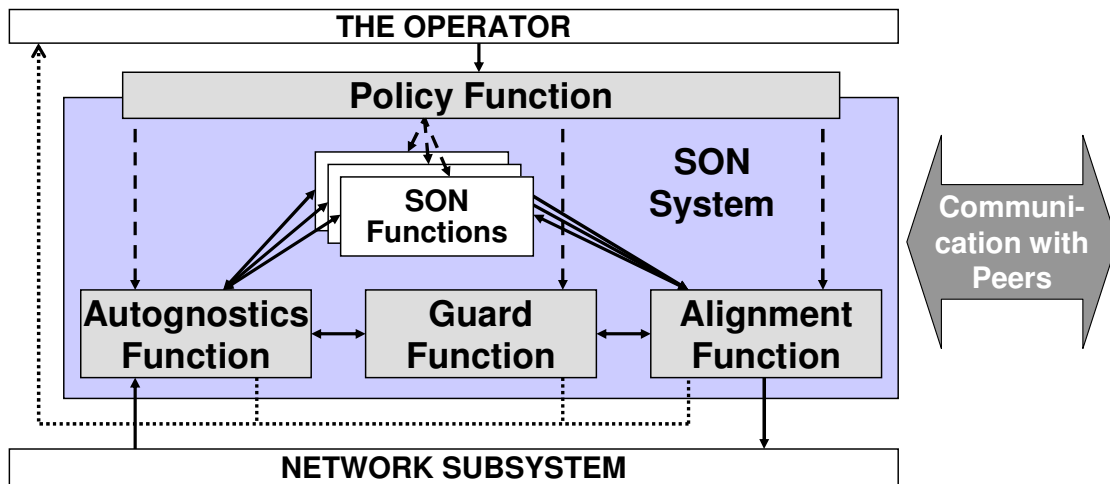 THE OPERATOR
Policy Function
SON
System
SON
Functions
Communi-
cation with
Peers
Autognostics
Function
Guard
Function
Alignment
Function
NETWORK SUBSYSTEM